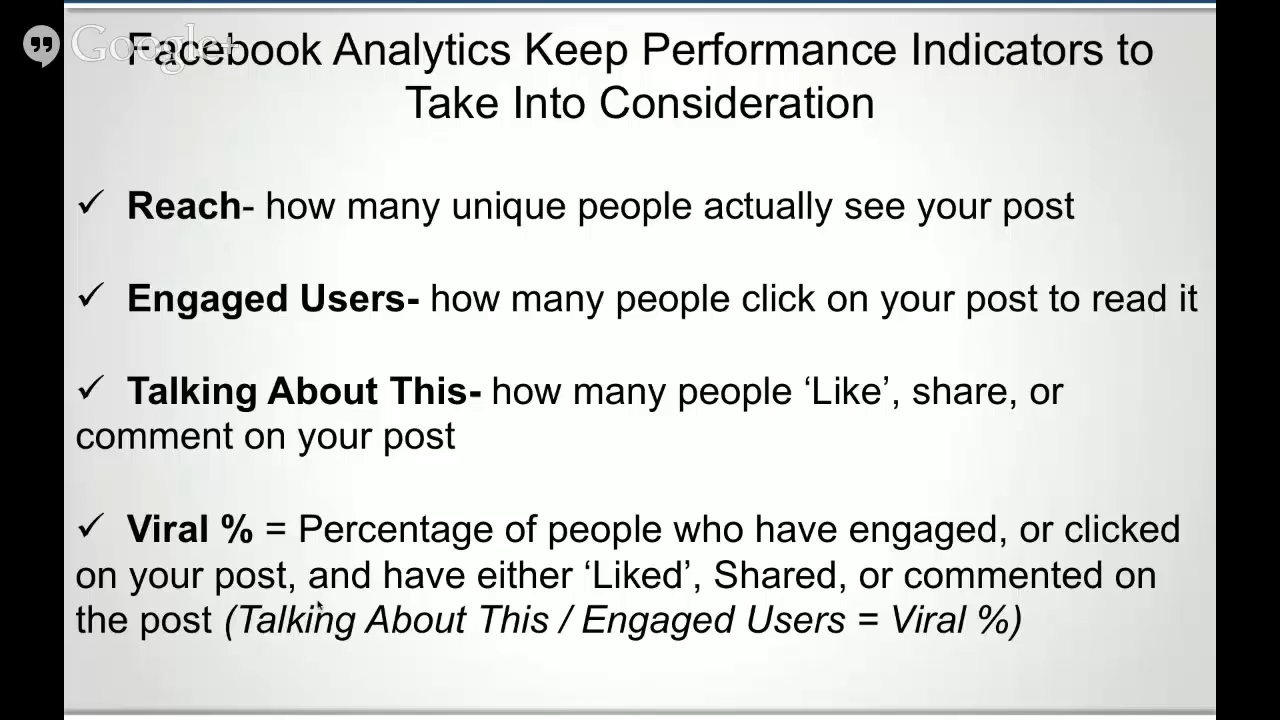 Google+
Facebook Analytics Keep Performance Indicators to
Take Into Consideration
✓ Reach- how many unique people actually see your post
✓ Engaged Users- how many people click on your post to read it
✓ Talking About This- how many people ‘Like’, share, or
comment on your post
✓ Viral % = Percentage of people who have engaged, or clicked
on your post, and have either ‘Liked’, Shared, or commented on
the post (Talking About This / Engaged Users = Viral %)